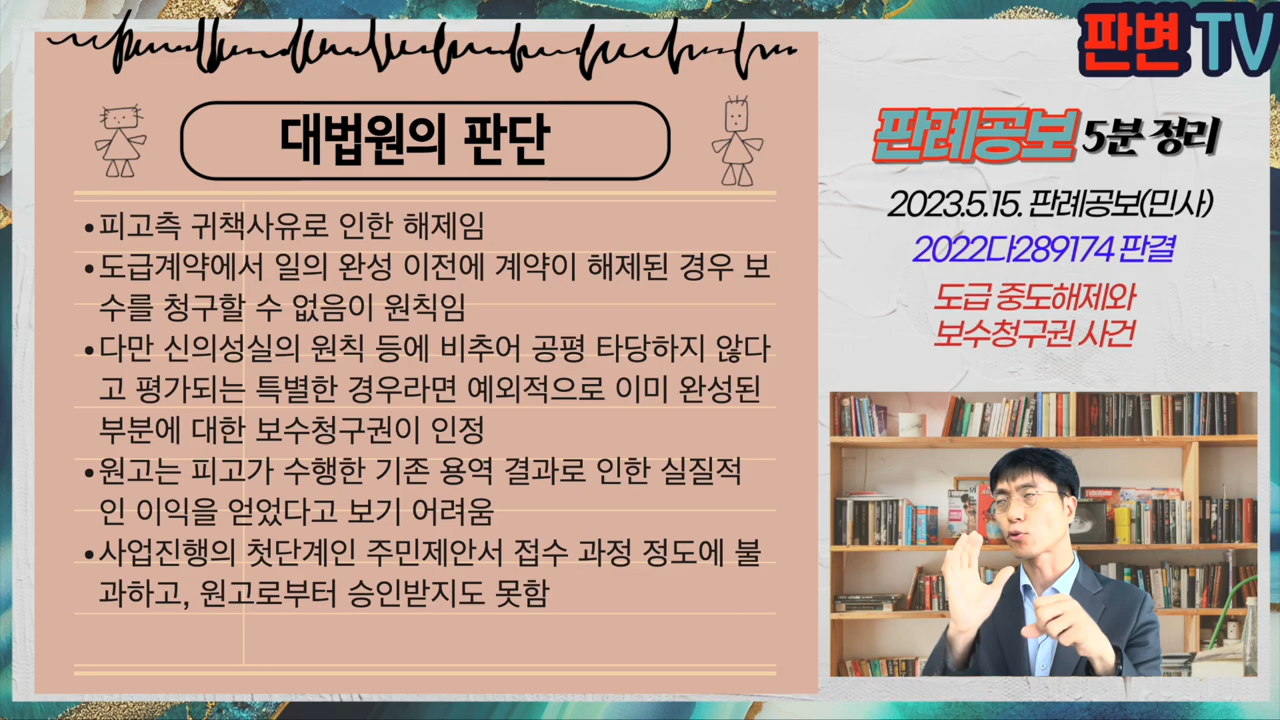 판변 TV
대법원의 판단
•피고측 귀책사유로 인한 해제임
•도급계약에서 일의 완성 이전에 계약이 해제된 경우 보
수를 청구할 수 없음이 원칙임
•다만 신의성실의 원칙 등에 비추어 공평 타당하지 않다
고 평가되는 특별한 경우라면 예외적으로 이미 완성된
부분에 대한 보수청구권이 인정
•원고는 피고가 수행한 기존 용역 결과로 인한 실질적
인 이익을 얻었다고 보기 어려움
•사업진행의 첫단계인 주민제안서 접수 과정 정도에 불
과하고, 원고로부터 승인받지도 못함
판례공보 5분 정리
2023.5.15. 판례공보(민사)
2022다289174 판결
도급 중도해제와
보수청구권 사건